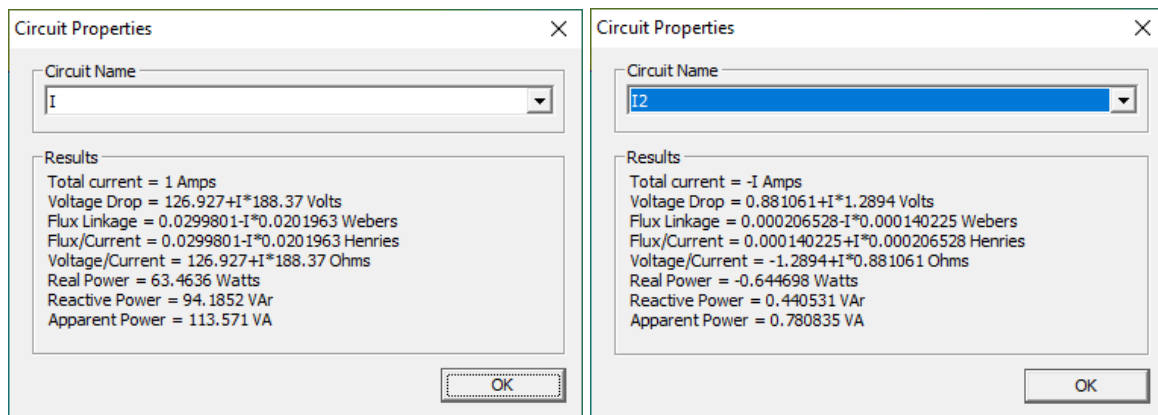 Circuit Properties
Circuit Name
I
Results
Total current = 1 Amps
Voltage Drop = 126.927+I*188.37 Volts
Flux Linkage = 0.0299801-I*0.0201963 Webers
Flux/Current = 0.0299801-I*0.0201963 Henries
Voltage/Current = 126.927+I*188.37 Ohms
Real Power = 63.4636 Watts
Reactive Power = 94.1852 VAr
Apparent Power = 113.571 VA
OK
Circuit Properties
Circuit Name
I2
Results
Total current = -I Amps
Voltage Drop = 0.881061+I*1.2894 Volts
Flux Linkage = 0.000206528-I*0.000140225 Webers
Flux/Current = 0.000140225+I*0.000206528 Henries
Voltage/Current = -1.2894+I*0.881061 Ohms
Real Power = -0.644698 Watts
Reactive Power = 0.440531 VAr
Apparent Power = 0.780835 VA
OK